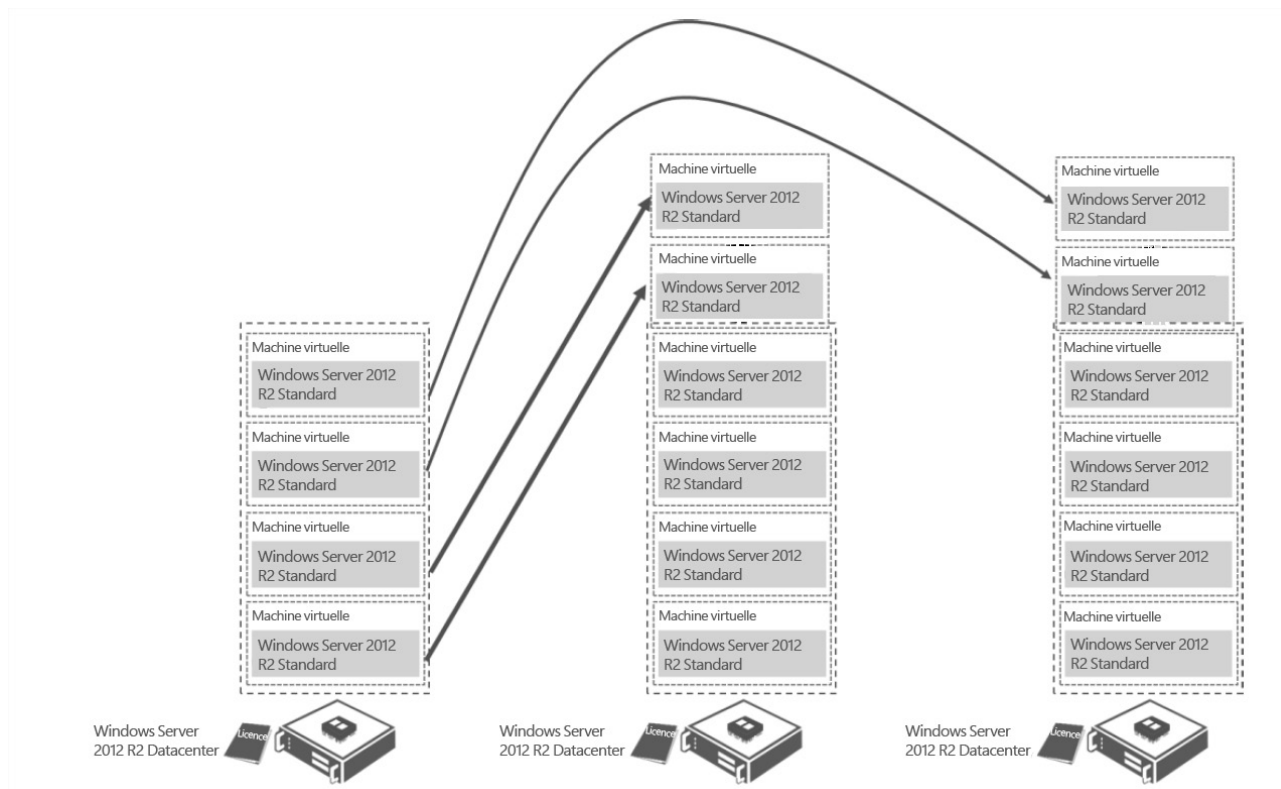 Machine virtuelle
Windows Server 2012
R2 Standard
Machine virtuelle
Windows Server 2012
R2 Standard
Machine virtuelle
Windows Server 2012
R2 Standard
Machine virtuelle
Windows Server 2012
R2 Standard
Windows Server
2012 R2 Datacenter
Licence
Machine virtuelle
Windows Server 2012
R2 Standard
Machine virtuelle
Windows Server 2012
R2 Standard
Machine virtuelle
Windows Server 2012
R2 Standard
Machine virtuelle
Windows Server 2012
R2 Standard
Machine virtuelle
Windows Server 2012
R2 Standard
Machine virtuelle
Windows Server 2012
R2 Standard
Windows Server
2012 R2 Datacenter
Licence
Machine virtuelle
Windows Server 2012
R2 Standard
Machine virtuelle
Windows Server 2012
R2 Standard
Machine virtuelle
Windows Server 2012
R2 Standard
Machine virtuelle
Windows Server 2012
R2 Standard
Machine virtuelle
Windows Server 2012
R2 Standard
Machine virtuelle
Windows Server 2012
R2 Standard
Windows Server
2012 R2 Datacenter
Licence